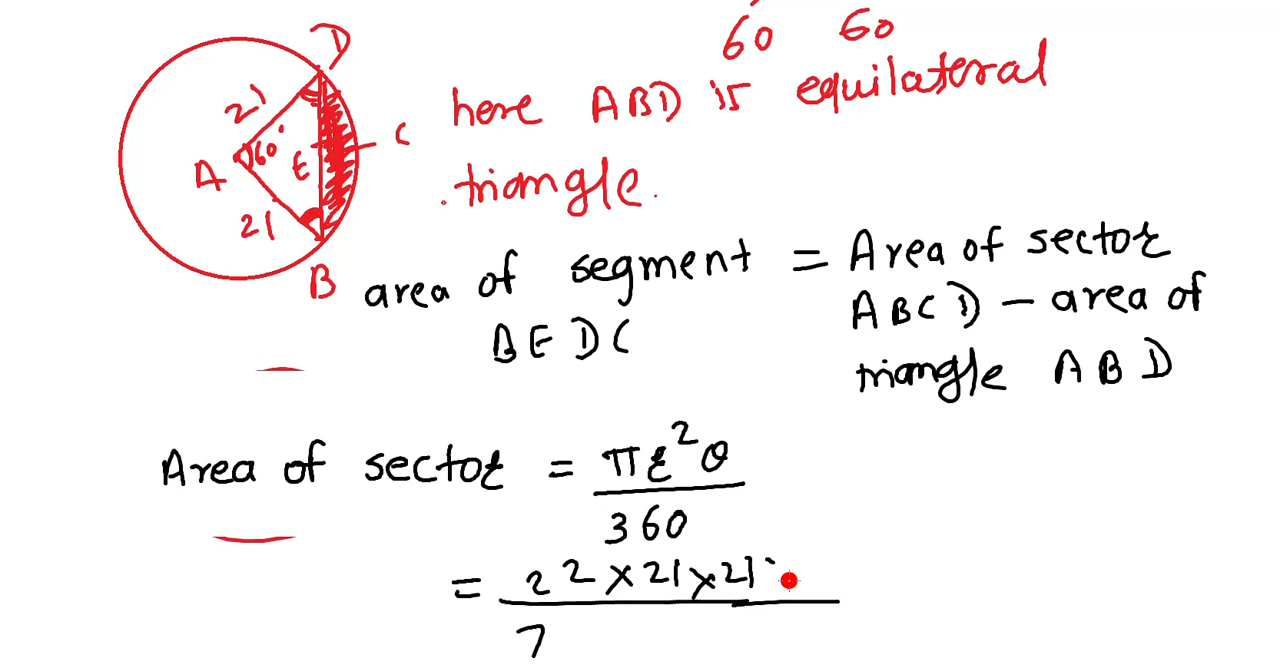 60 60
D
21
here ABD is equilateral
60°
E
C
A
triangle.
21
B
area of segment = Area of sector
BEDC
ABCD - area of
triangle ABD
Area of sector = πr²θ
360
= 22 × 21 × 21
7